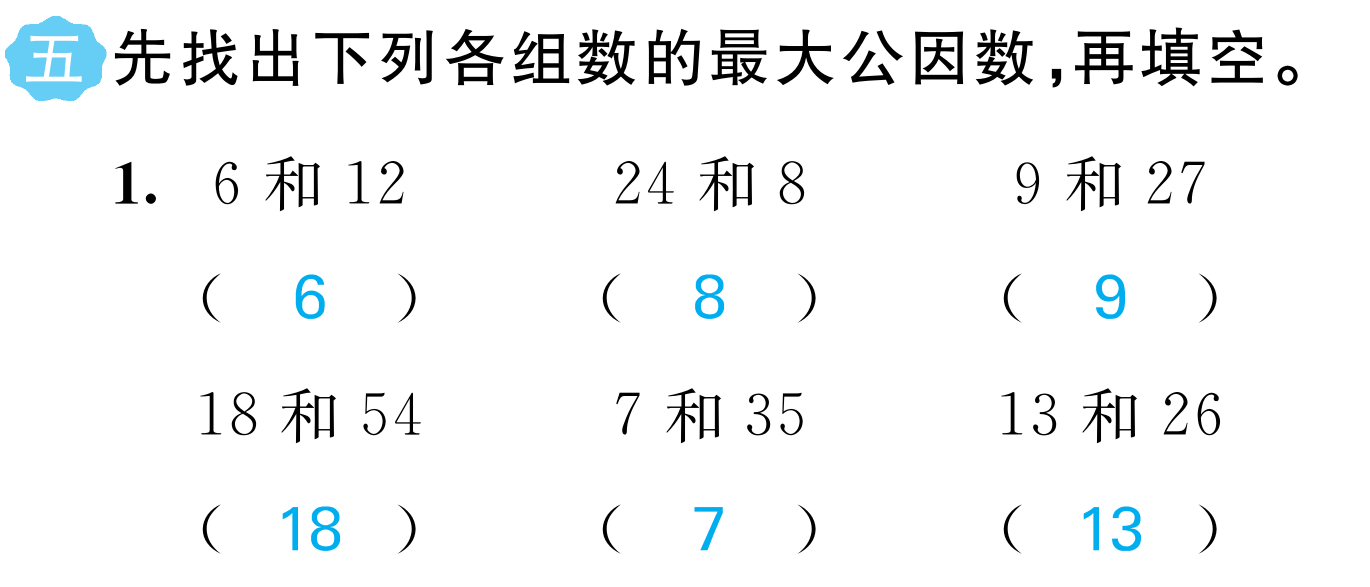 五 先找出下列各组数的最大公因数,再填空。
1. 6 和 12 24 和 8 9 和 27
( 6 ) ( 8 ) ( 9 )
18 和 54 7 和 35 13 和 26
( 18 ) ( 7 ) ( 13 )